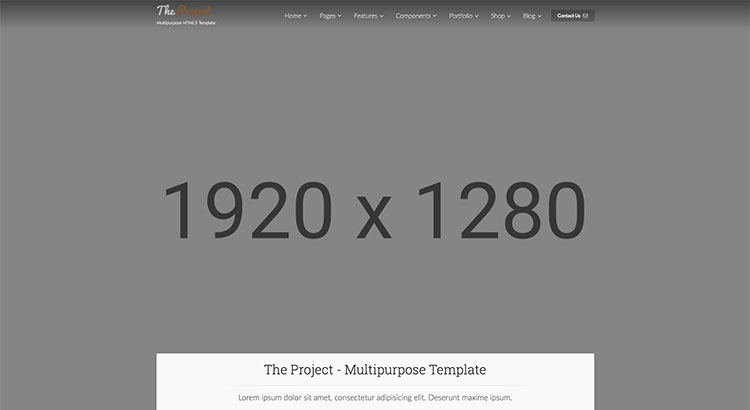 The Project
Multipurpose HTML5 Template
Home Pages Features Components Portfolio Shop Blog Contact Us
1920 x 1280
The Project - Multipurpose Template
Lorem ipsum dolor sit amet, consectetur adipisicing elit. Deserunt maxime ipsum.